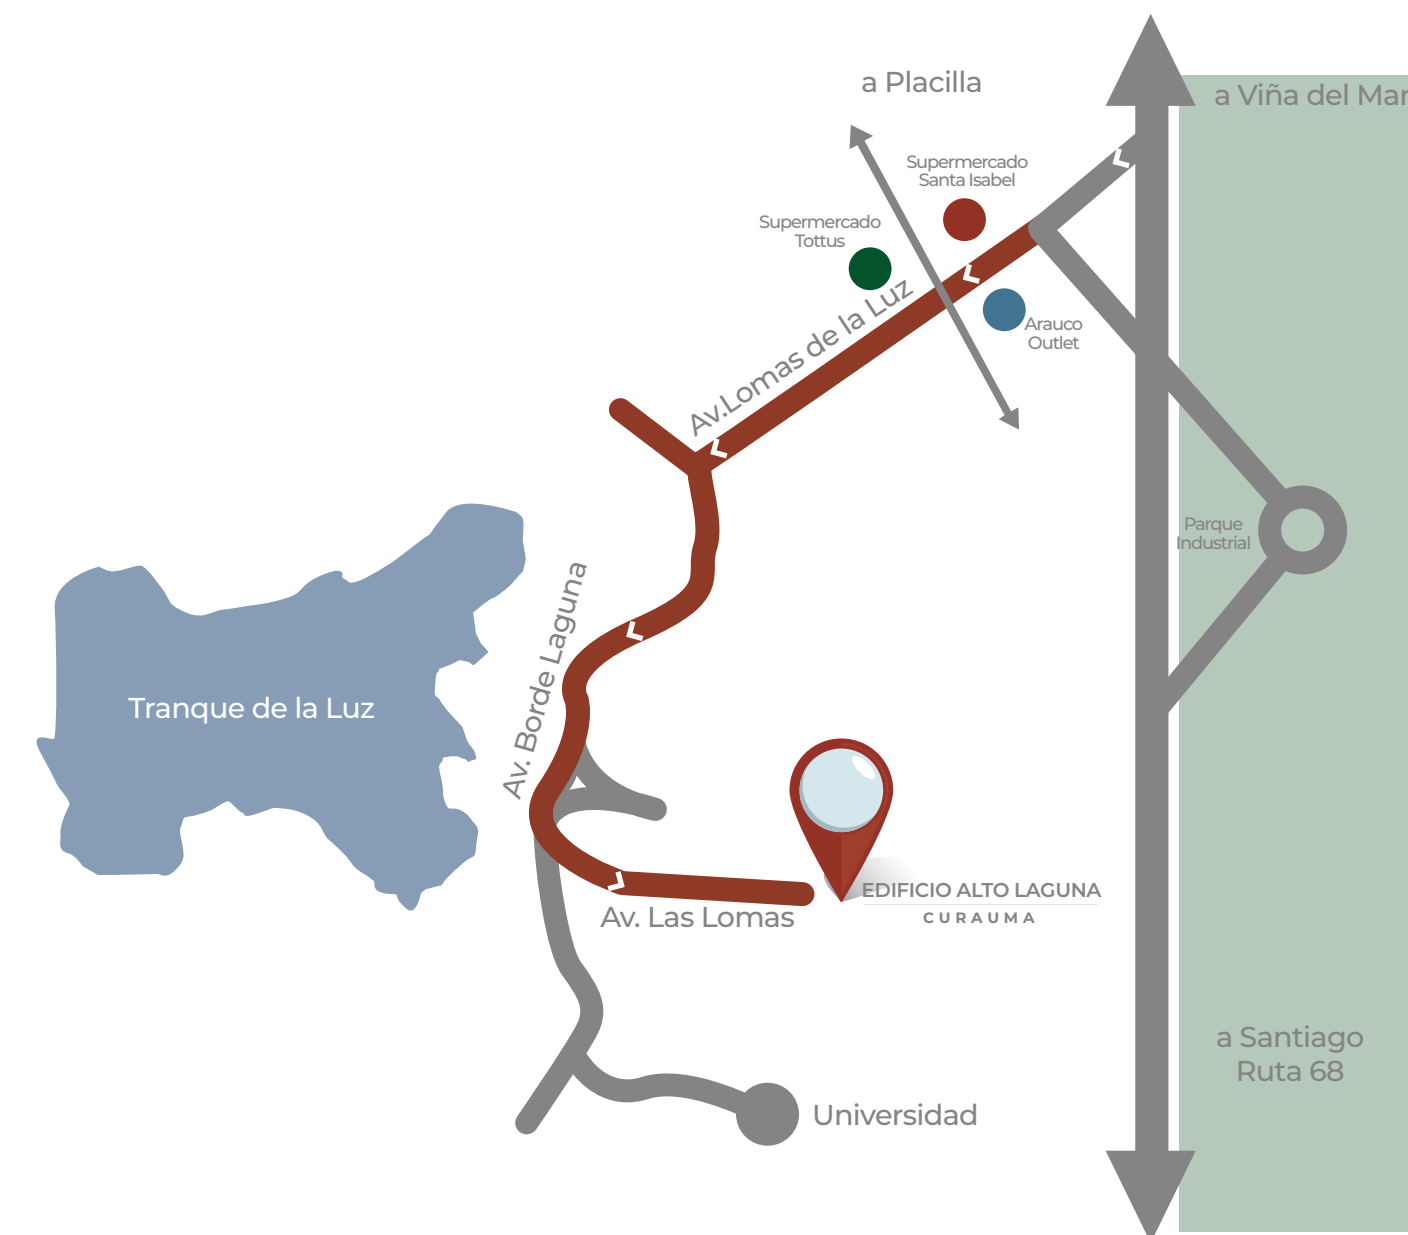 a Placilla
a Viña del Mar
Supermercado
Santa Isabel
Supermercado
Tottus
Arauco
Outlet
Av.Lomas de la Luz
Parque
Industrial
Av. Borde Laguna
Tranque de la Luz
EDIFICIO ALTO LAGUNA
CURAUMA
Av. Las Lomas
a Santiago
Ruta 68
Universidad